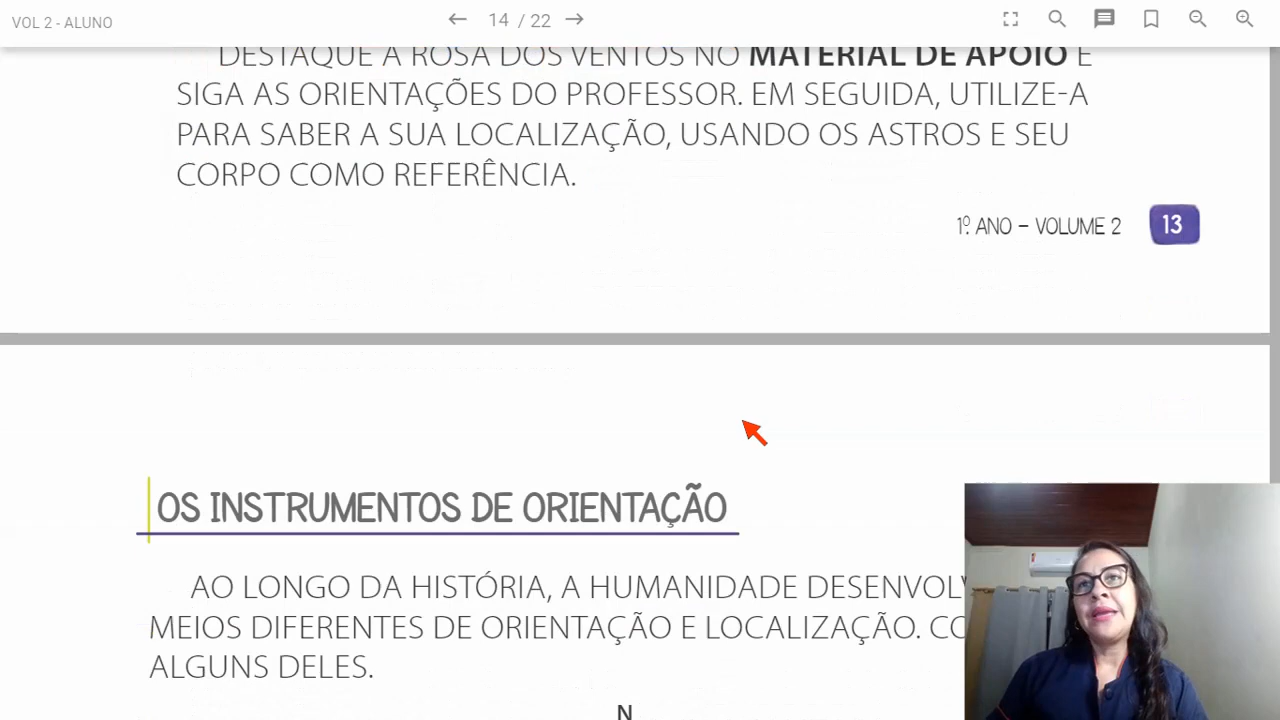 VOL 2 - ALUNO
14 / 22
DESTAQUE A ROSA DOS VENTOS NO MATERIAL DE APOIO E
SIGA AS ORIENTAÇÕES DO PROFESSOR. EM SEGUIDA, UTILIZE-A
PARA SABER A SUA LOCALIZAÇÃO, USANDO OS ASTROS E SEU
CORPO COMO REFERÊNCIA.
1º. ANO – VOLUME 2 13
OS INSTRUMENTOS DE ORIENTAÇÃO
AO LONGO DA HISTÓRIA, A HUMANIDADE
MEIOS DIFERENTES DE ORIENTAÇÃO E LOCALIZAÇÃO.
ALGUNS DELES.
N